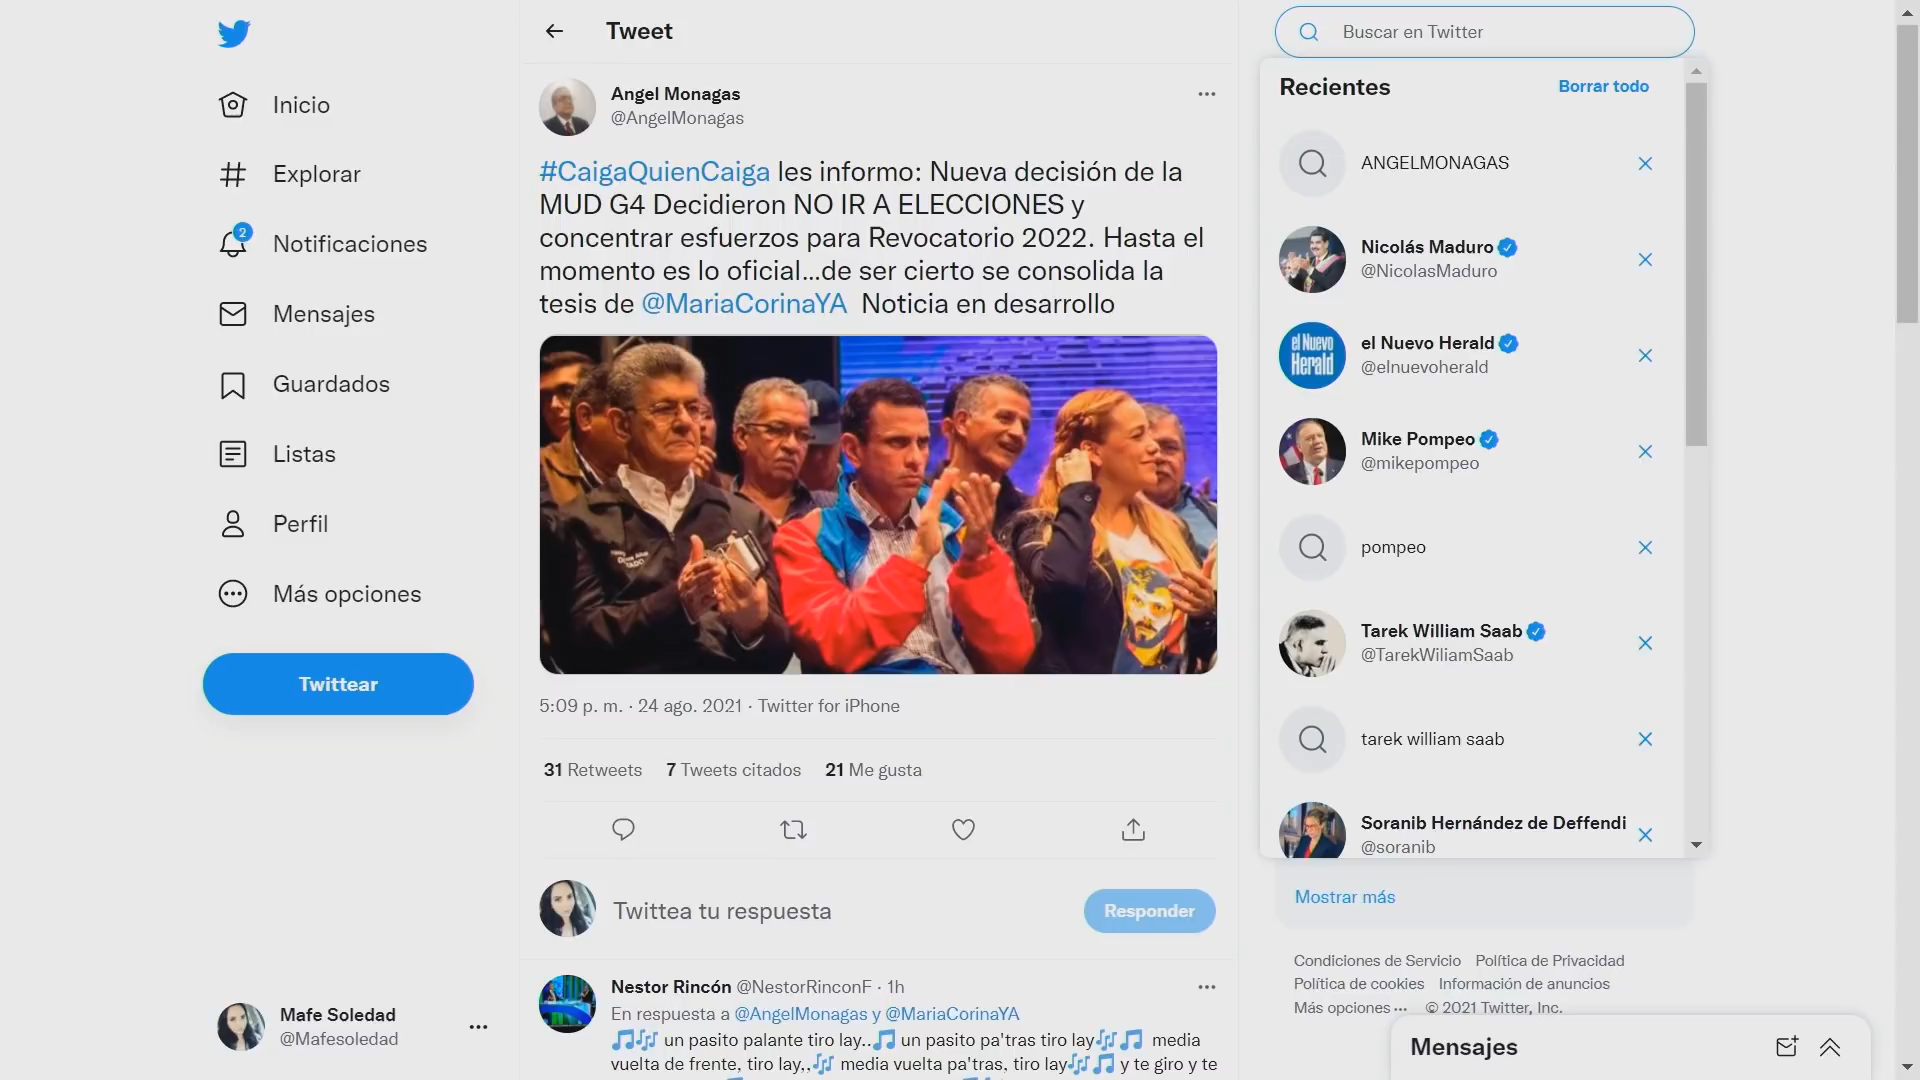 Inicio
Explorar
2
Notificaciones
Mensajes
Guardados
Listas
Perfil
Más opciones
Twittear
Mafe Soledad
@Mafesoledad
Tweet
Angel Monagas
@AngelMonagas
#CaigaQuienCaiga les informo: Nueva decisión de la
MUD G4 Decidieron NO IR A ELECCIONES y
concentrar esfuerzos para Revocatorio 2022. Hasta el
momento es lo oficial...de ser cierto se consolida la
tesis de @MariaCorinaYA Noticia en desarrollo
5:09 p. m. · 24 ago. 2021 · Twitter for iPhone
31 Retweets 7 Tweets citados 21 Me gusta
Twittea tu respuesta
Responder
Nestor Rincón @NestorRinconF · 1h
En respuesta a @AngelMonagas y @MariaCorinaYA
🎵🎶 un pasito palante tiro lay..🎵 un pasito pa'tras tiro lay🎶🎵 media
vuelta de frente, tiro lay,.🎶 media vuelta pa'tras, tiro lay🎶🎵 y te giro y te
Buscar en Twitter
Recientes
Borrar todo
ANGELMONAGAS
Nicolás Maduro
@NicolasMaduro
el Nuevo Herald
el Nuevo Herald
@elnuevoherald
Mike Pompeo
@mikepompeo
pompeo
Tarek William Saab
@TarekWiliamSaab
tarek william saab
Soranib Hernández de Deffendi
@soranib
Mostrar más
Condiciones de Servicio Política de Privacidad
Política de cookies Información de anuncios
Más opciones ··· © 2021 Twitter, Inc.
Mensajes